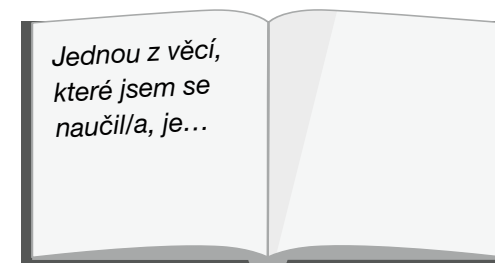 Jednou z věcí,
které jsem se
naučil/a, je…